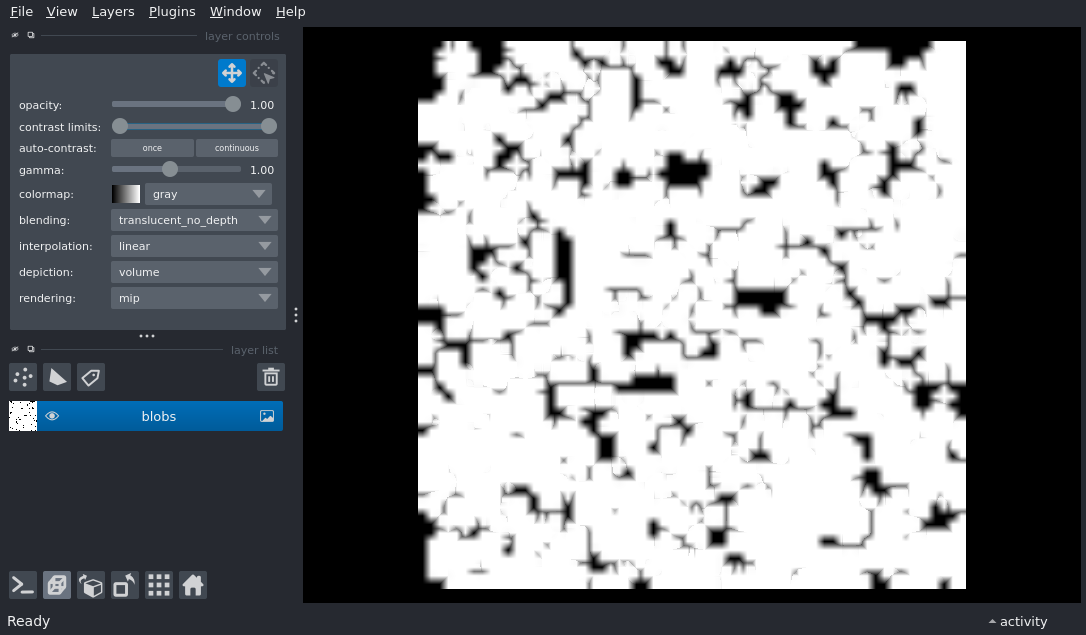 File View Layers Plugins Window Help
layer controls
opacity: 1.00
contrast limits:
auto-contrast: once continuous
gamma: 1.00
colormap: gray
blending: translucent_no_depth
interpolation: linear
depiction: volume
rendering: mip
layer list
blobs
Ready activity